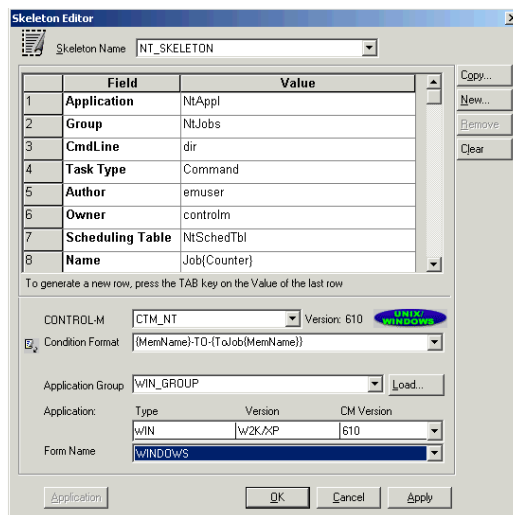 Skeleton Editor
Skeleton Name NT_SKELETON
Field Value
1 Application NtAppl
2 Group NtJobs
3 CmdLine dir
4 Task Type Command
5 Author emuser
6 Owner controlm
7 Scheduling Table NtSchedTbl
8 Name Job{Counter}
Copy...
New...
Remove
Clear
To generate a new row, press the TAB key on the Value of the last row
CONTROL-M CTM_NT Version: 610 UNIX/
WINDOWS
Condition Format {MemName}-TO-{ToJob{MemName}}
Application Group WIN_GROUP Load...
Application: Type Version CM Version
WIN W2K/XP 610
Form Name WINDOWS
Application OK Cancel Apply